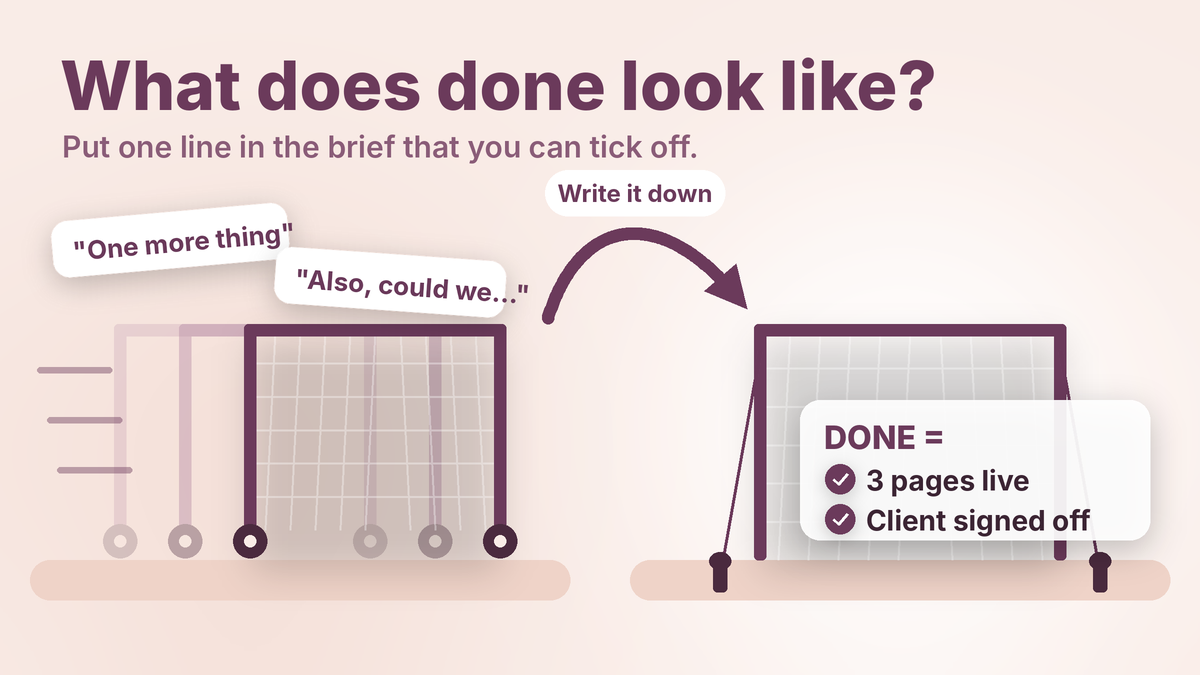 What does done look like?
Put one line in the brief that you can tick off.
Write it down
"One more thing"
"Also, could we..."
DONE =
3 pages live
Client signed off